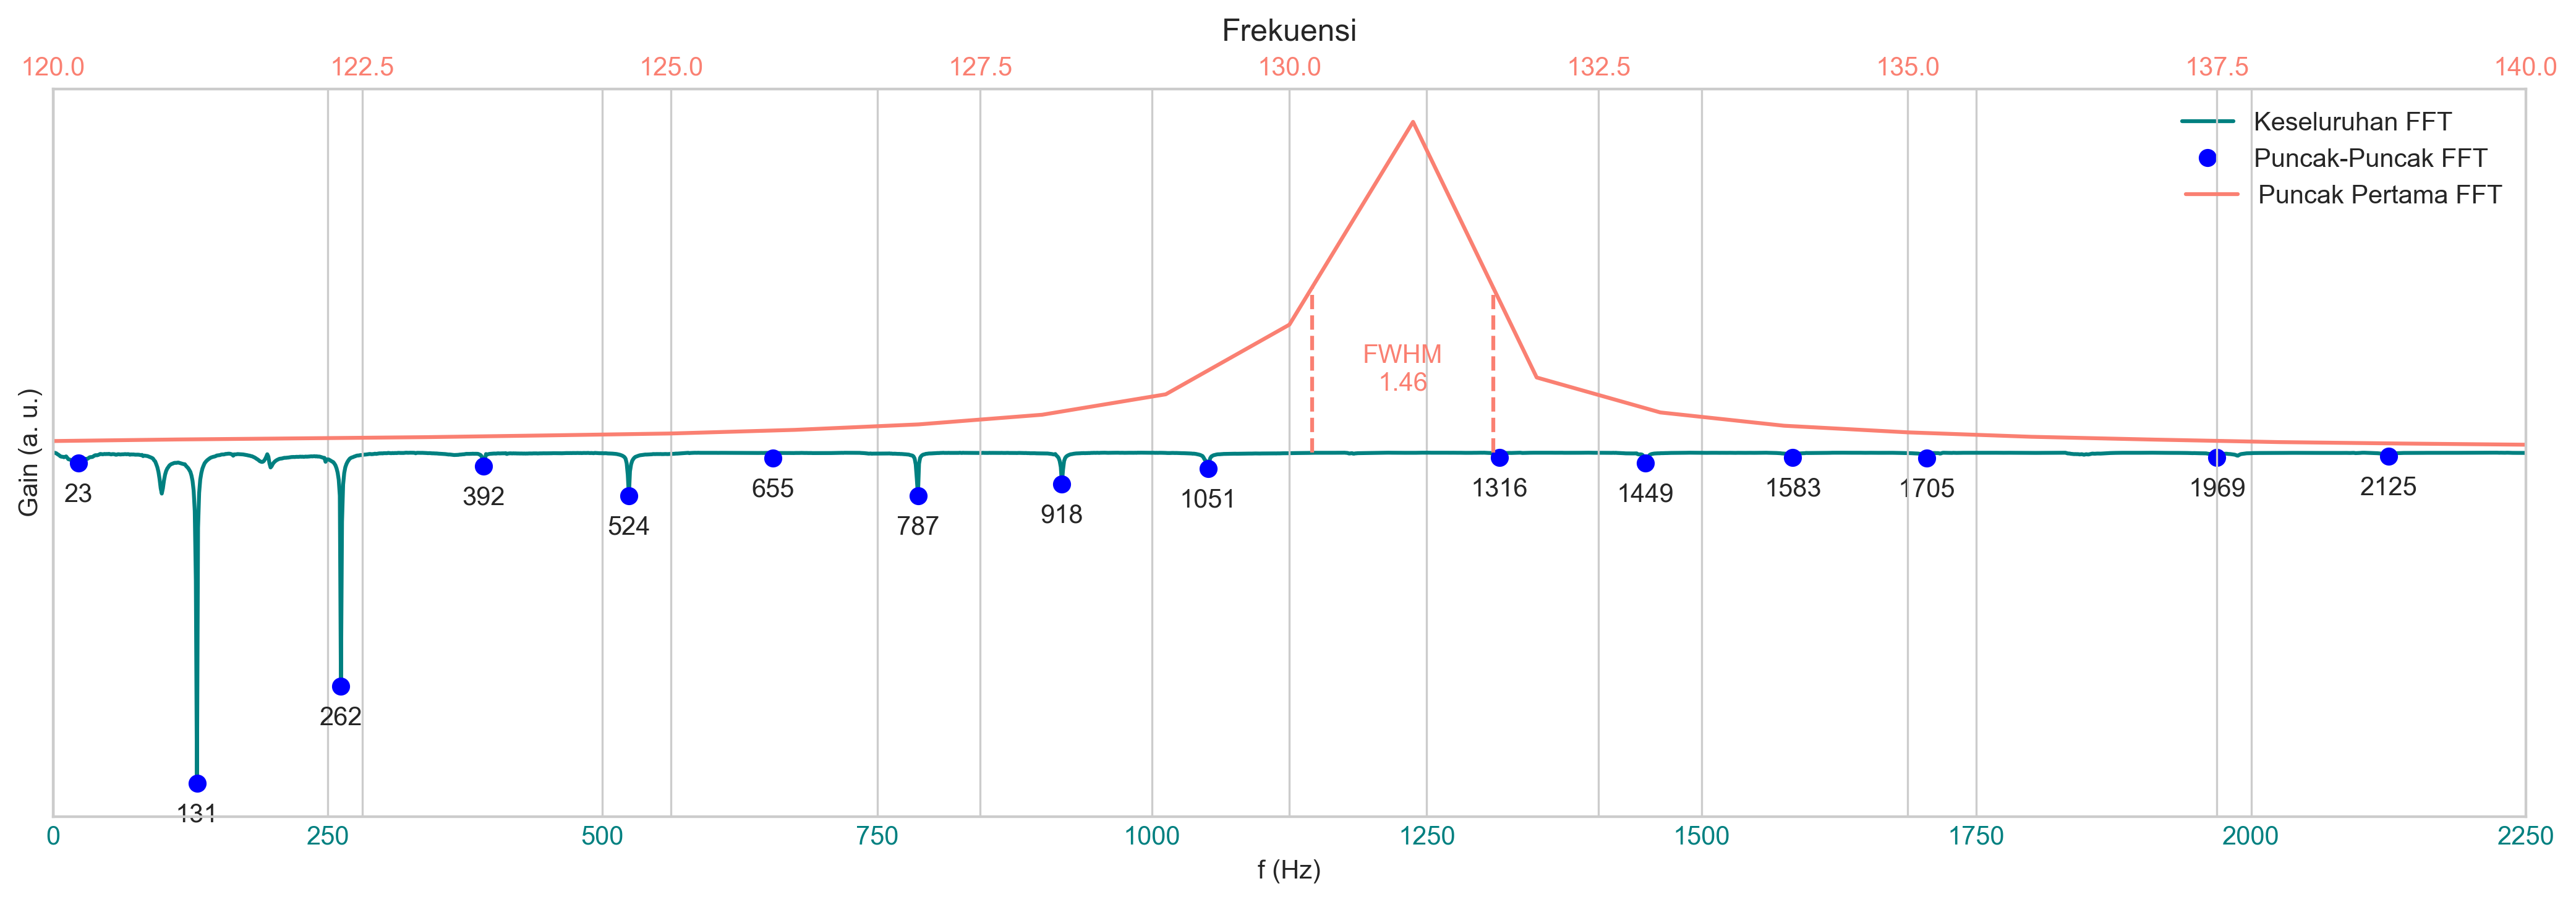 Frekuensi
120.0 122.5 125.0 127.5 130.0 132.5 135.0 137.5 140.0
Keseluruhan FFT
Puncak-Puncak FFT
Puncak Pertama FFT
FWHM
1.46
Gain (a. u.)
23 131 262 392 524 655 787 918 1051 1316 1449 1583 1705 1969 2125
0 250 500 750 1000 1250 1500 1750 2000 2250
f (Hz)